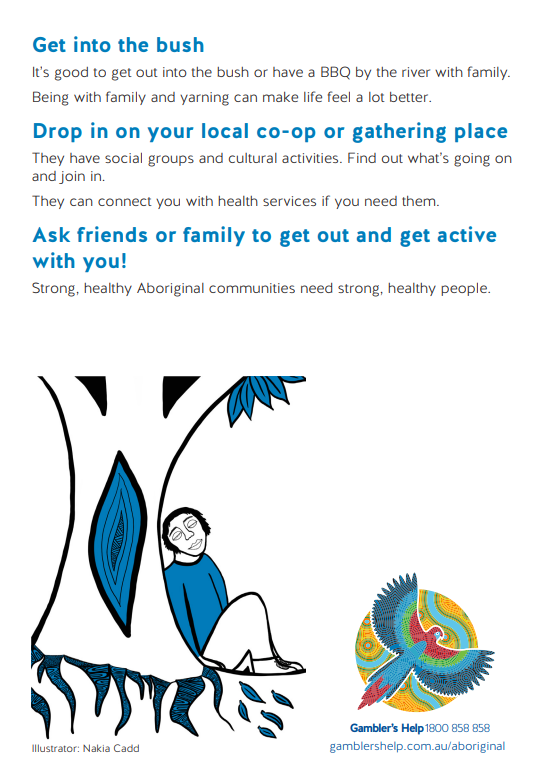 Get into the bush
It's good to get out into the bush or have a BBQ by the river with family.
Being with family and yarning can make life feel a lot better.
Drop in on your local co-op or gathering place
They have social groups and cultural activities. Find out what's going on
and join in.
They can connect you with health services if you need them.
Ask friends or family to get out and get active
with you!
Strong, healthy Aboriginal communities need strong, healthy people.
Illustrator: Nakia Cadd
Gambler's Help 1800 858 858
gamblershelp.com.au/aboriginal